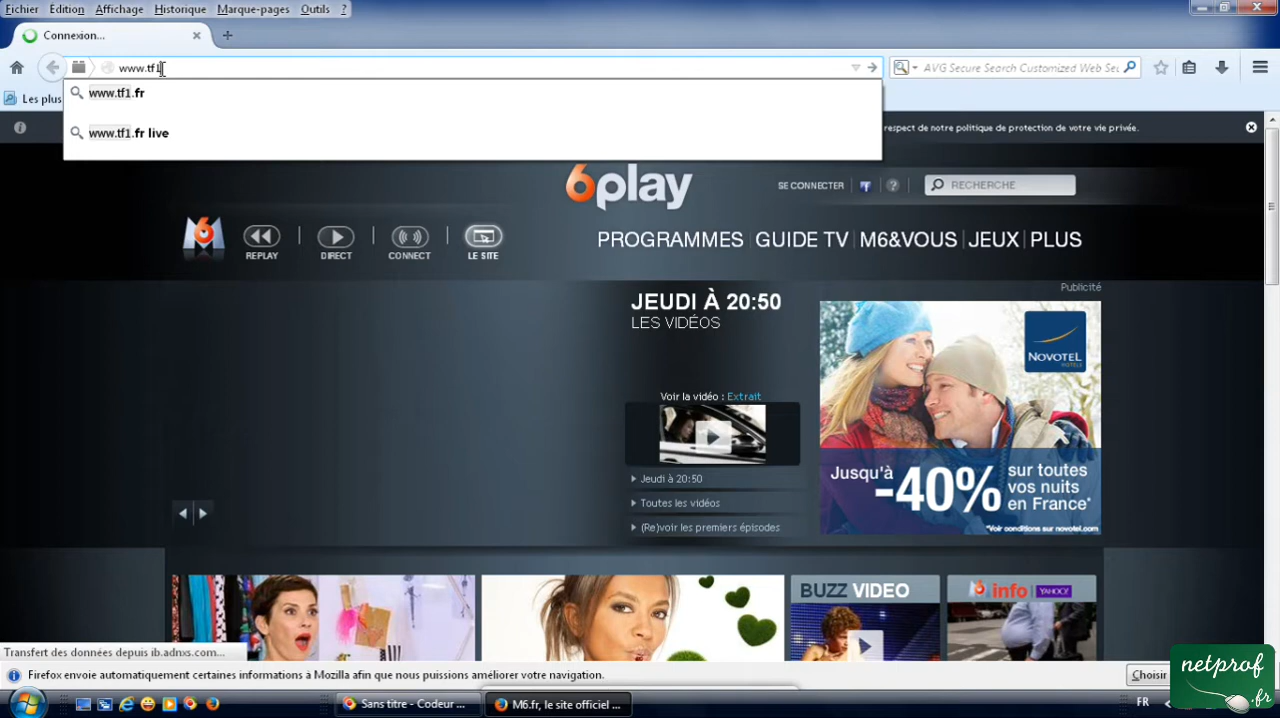 Fichier Édition Affichage Historique Marque-pages Outils ?
Connexion...
www.tf1
AVG Secure Search Customized Web Se
www.tf1.fr
Les plus
www.tf1.fr live
respect de notre politique de protection de votre vie privée.
6play
SE CONNECTER
RECHERCHE
M6
REPLAY
DIRECT
CONNECT
LE SITE
PROGRAMMES GUIDE TV M6&VOUS JEUX PLUS
Publicité
JEUDI À 20:50
LES VIDÉOS
NOVOTEL
HOTELS
Voir la vidéo : Extrait
Jusqu'à -40% sur toutes
vos nuits
en France*
*Voir conditions sur novotel.com
Jeudi à 20:50
Toutes les vidéos
(Re)voir les premiers épisodes
BUZZ VIDEO
M6 info YAHOO!
Transfert des données depuis ib.adnxs.com...
Firefox envoie automatiquement certaines informations à Mozilla afin que nous puissions améliorer votre navigation.
Choisir
netprof
.fr
Sans titre - Codeur ...
M6.fr, le site officiel ...
FR